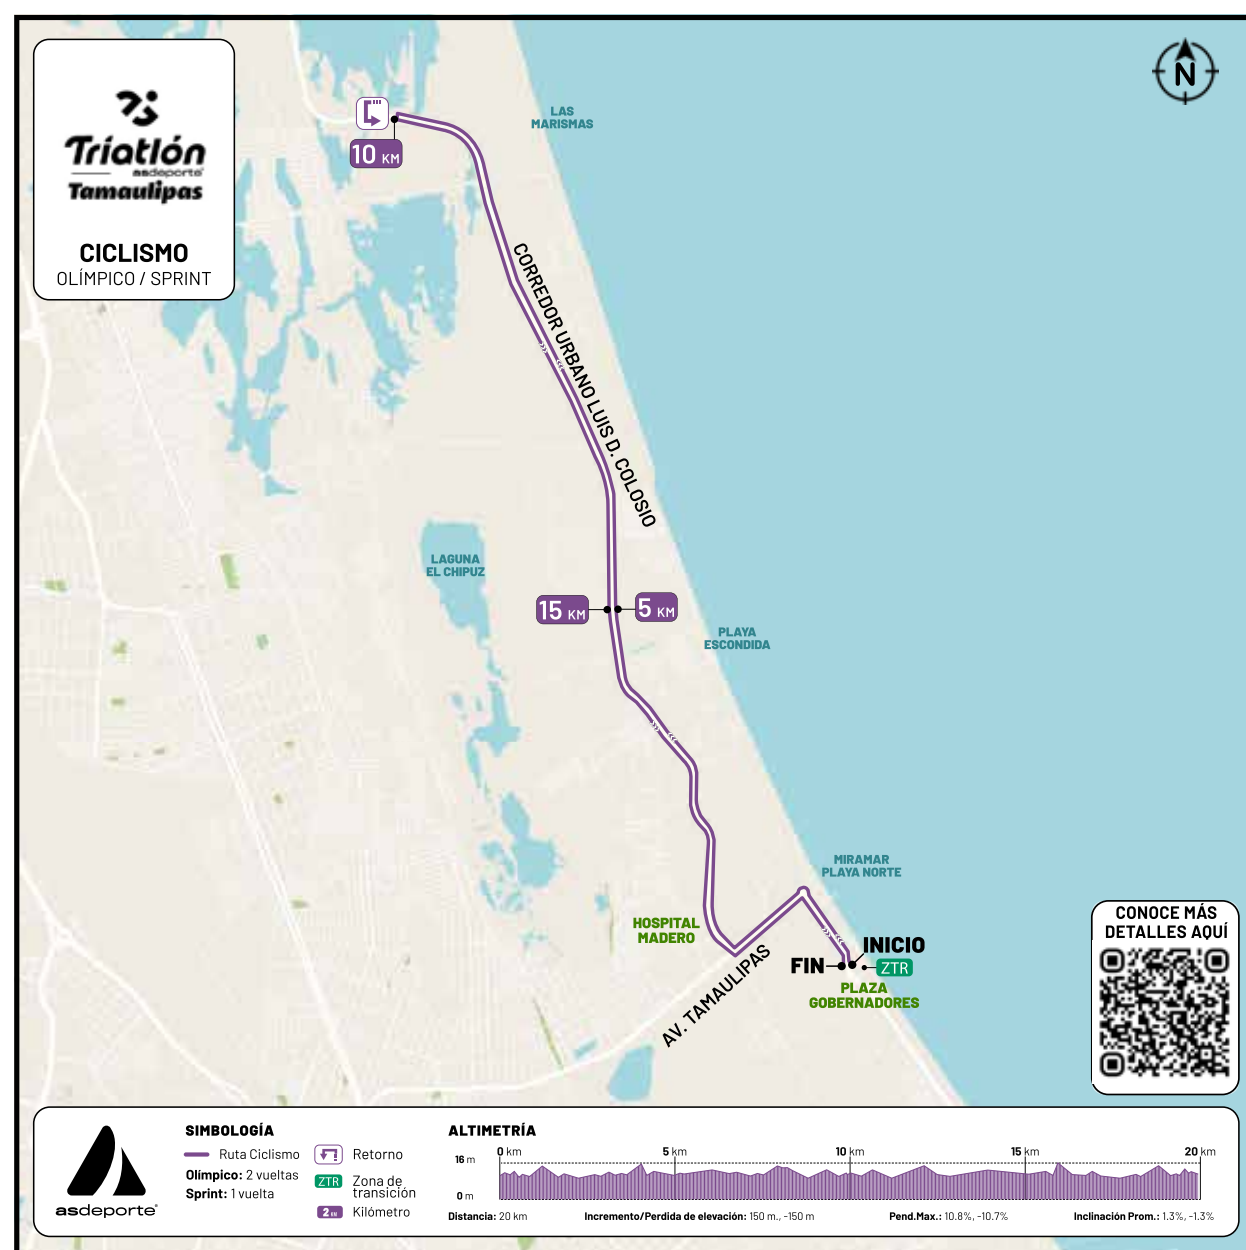 Triatlón
asdeporte
Tamaulipas
CICLISMO
OLÍMPICO / SPRINT
N
LAS
MARISMAS
10 KM
CORREDOR URBANO LUIS D. COLOSIO
LAGUNA
EL CHIPUZ
15 KM
5 KM
PLAYA
ESCONDIDA
MIRAMAR
PLAYA NORTE
HOSPITAL
MADERO
INICIO
FIN
ZTR
PLAZA
GOBERNADORES
AV. TAMAULIPAS
CONOCE MÁS
DETALLES AQUÍ
asdeporte
SIMBOLOGÍA
Ruta Ciclismo
Olímpico: 2 vueltas
Sprint: 1 vuelta
Retorno
ZTR
Zona de
transición
2 KM
Kilómetro
ALTIMETRÍA
0 km
5 km
10 km
15 km
20 km
16 m
0 m
Distancia: 20 km
Incremento/Perdida de elevación: 150 m., -150 m
Pend.Max.: 10.8%, -10.7%
Inclinación Prom.: 1.3%, -1.3%